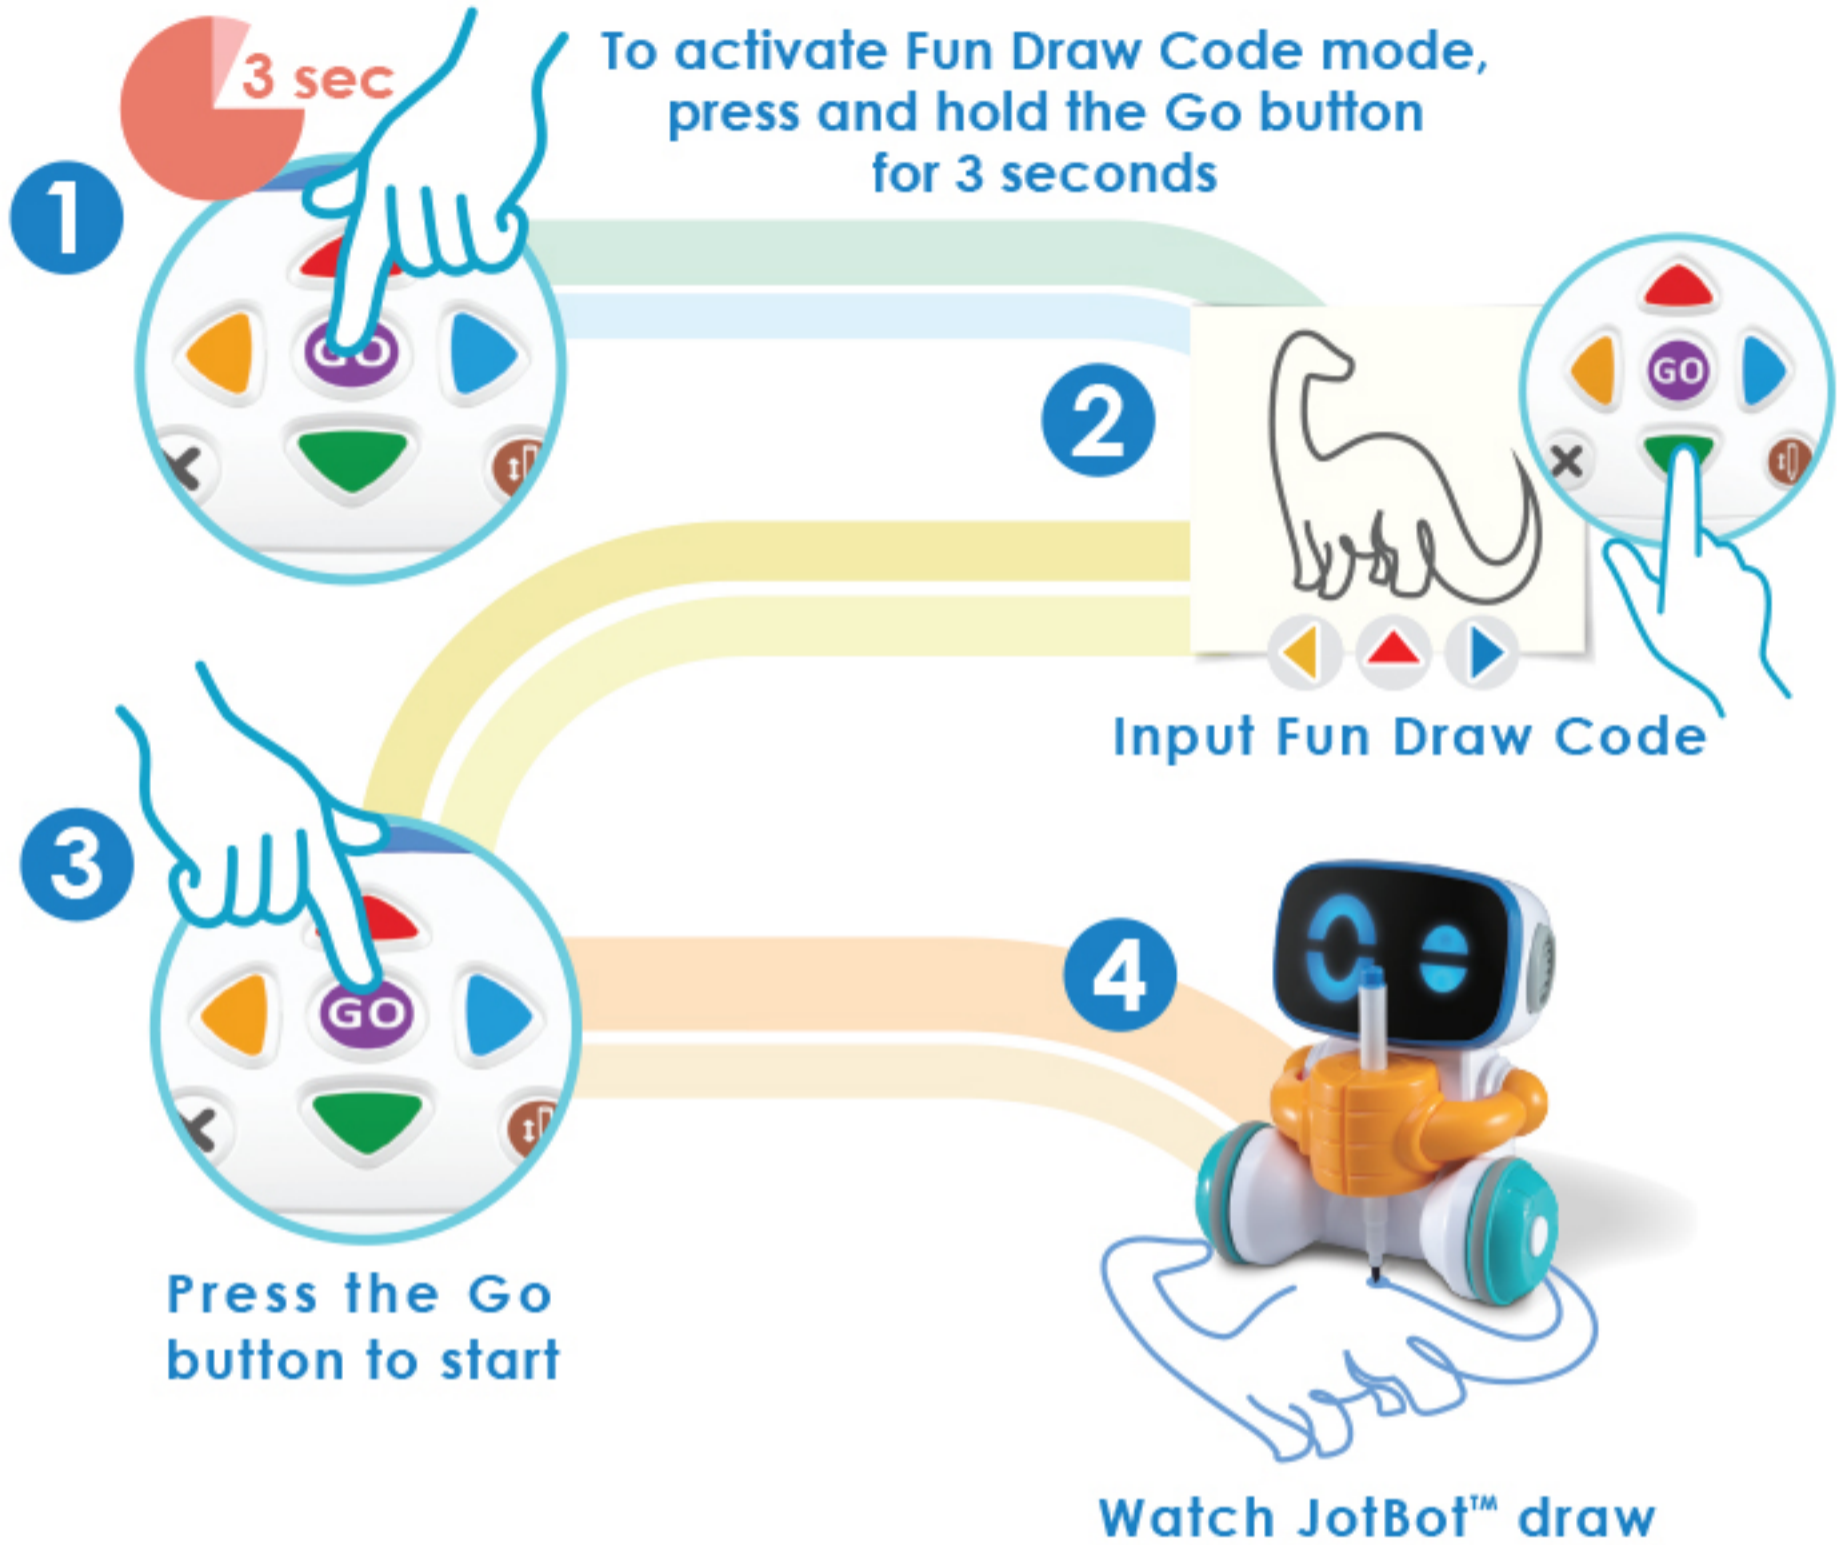 3 sec
To activate Fun Draw Code mode,
press and hold the Go button
for 3 seconds
1
GO
2
GO
Input Fun Draw Code
3
GO
Press the Go
button to start
4
Watch JotBot™ draw